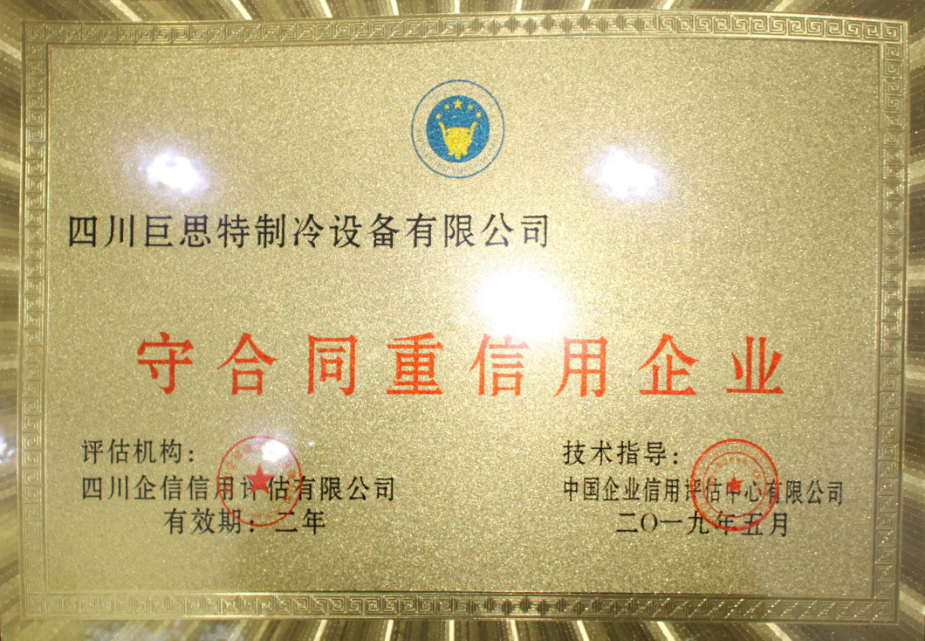 四川巨思特制冷设备有限公司
守合同重信用企业
评估机构:
四川企信信用评估有限公司
有效期:二年
技术指导:
中国企业信用评估中心有限公司
二〇一九年五月